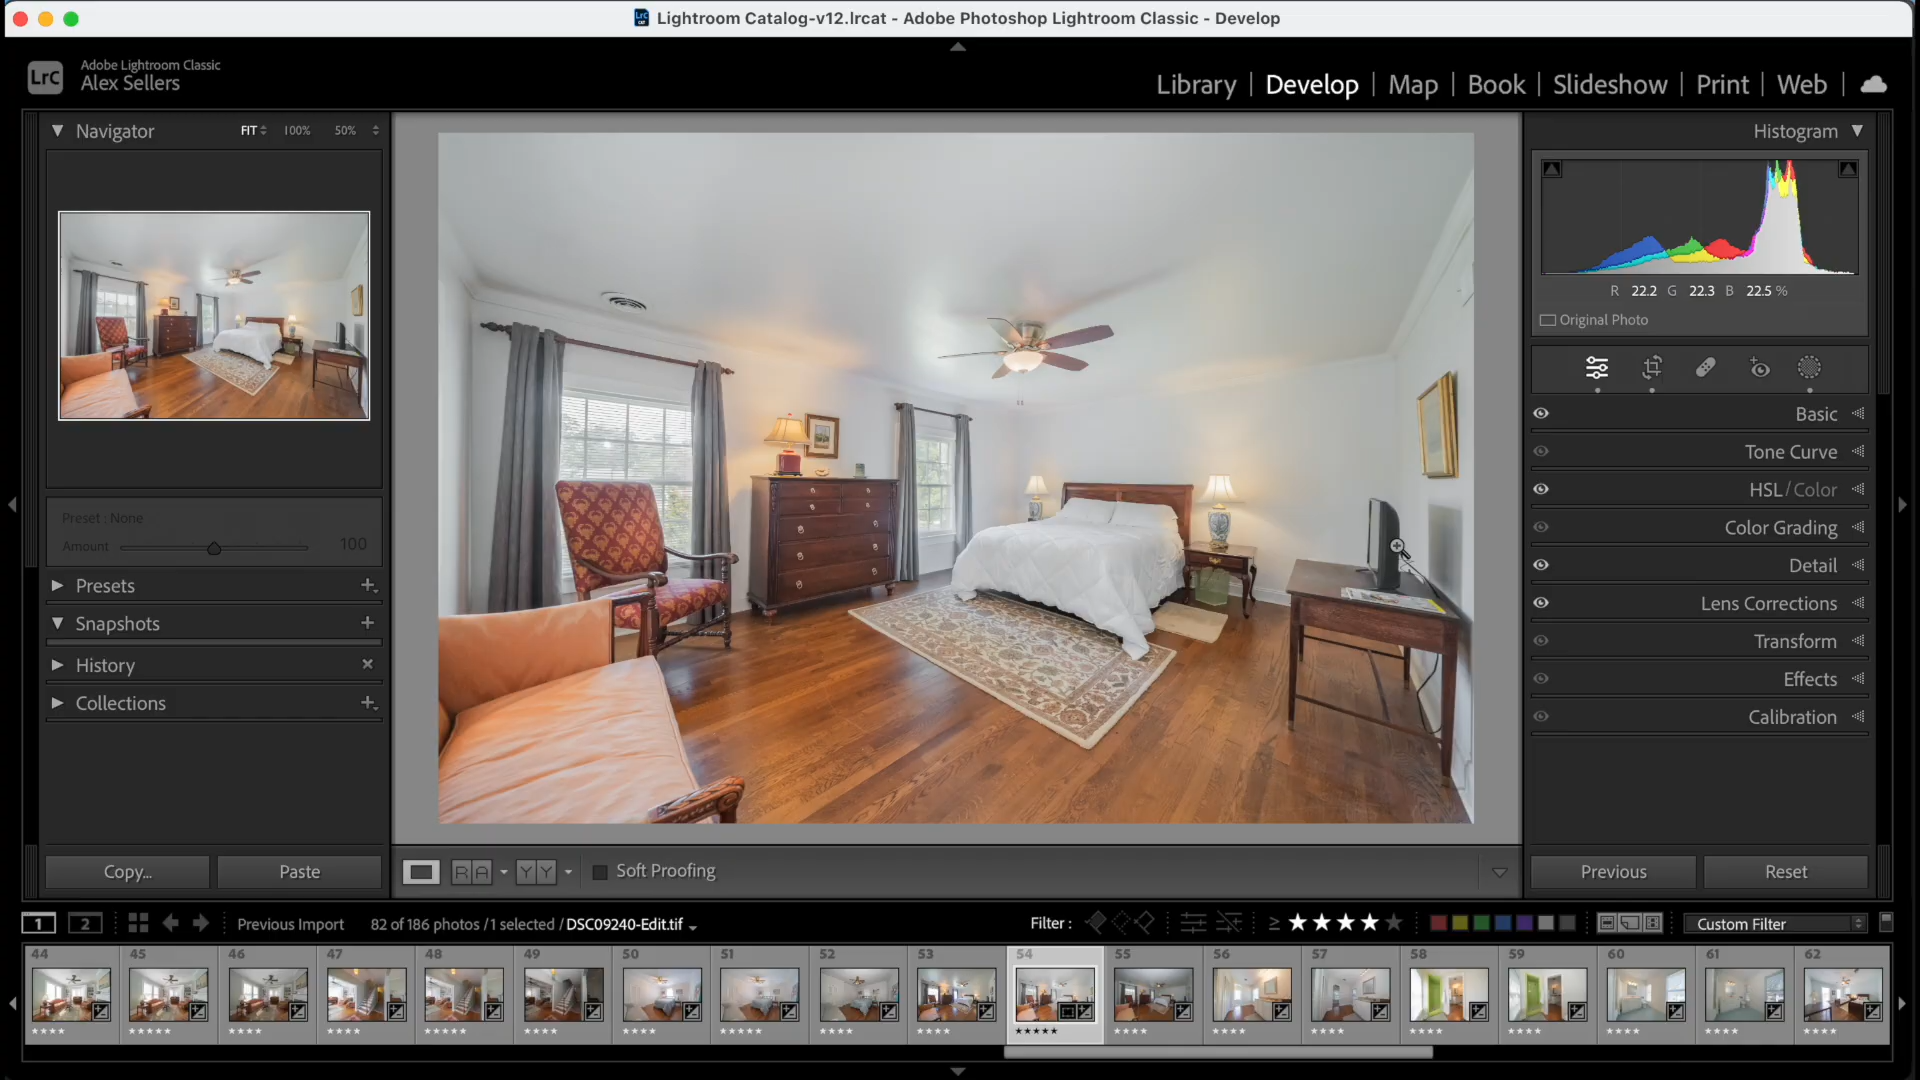 Lightroom Catalog-v12.lrcat - Adobe Photoshop Lightroom Classic - Develop
LrC
Adobe Lightroom Classic
Alex Sellers
Library
Develop
Map
Book
Slideshow
Print
Web
Navigator
FIT
100%
50%
Histogram
R 22.2 G 22.3 B 22.5 %
Original Photo
Basic
Tone Curve
HSL/Color
Color Grading
Detail
Lens Corrections
Transform
Effects
Calibration
Preset : None
Amount
100
Presets
Snapshots
History
Collections
Copy...
Paste
R A
Y Y
Soft Proofing
Previous
Reset
1
2
Previous Import
82 of 186 photos /1 selected /DSC09240-Edit.tif
Filter :
≥
Custom Filter
44
45
46
47
48
49
50
51
52
53
54
55
56
57
58
59
60
61
62